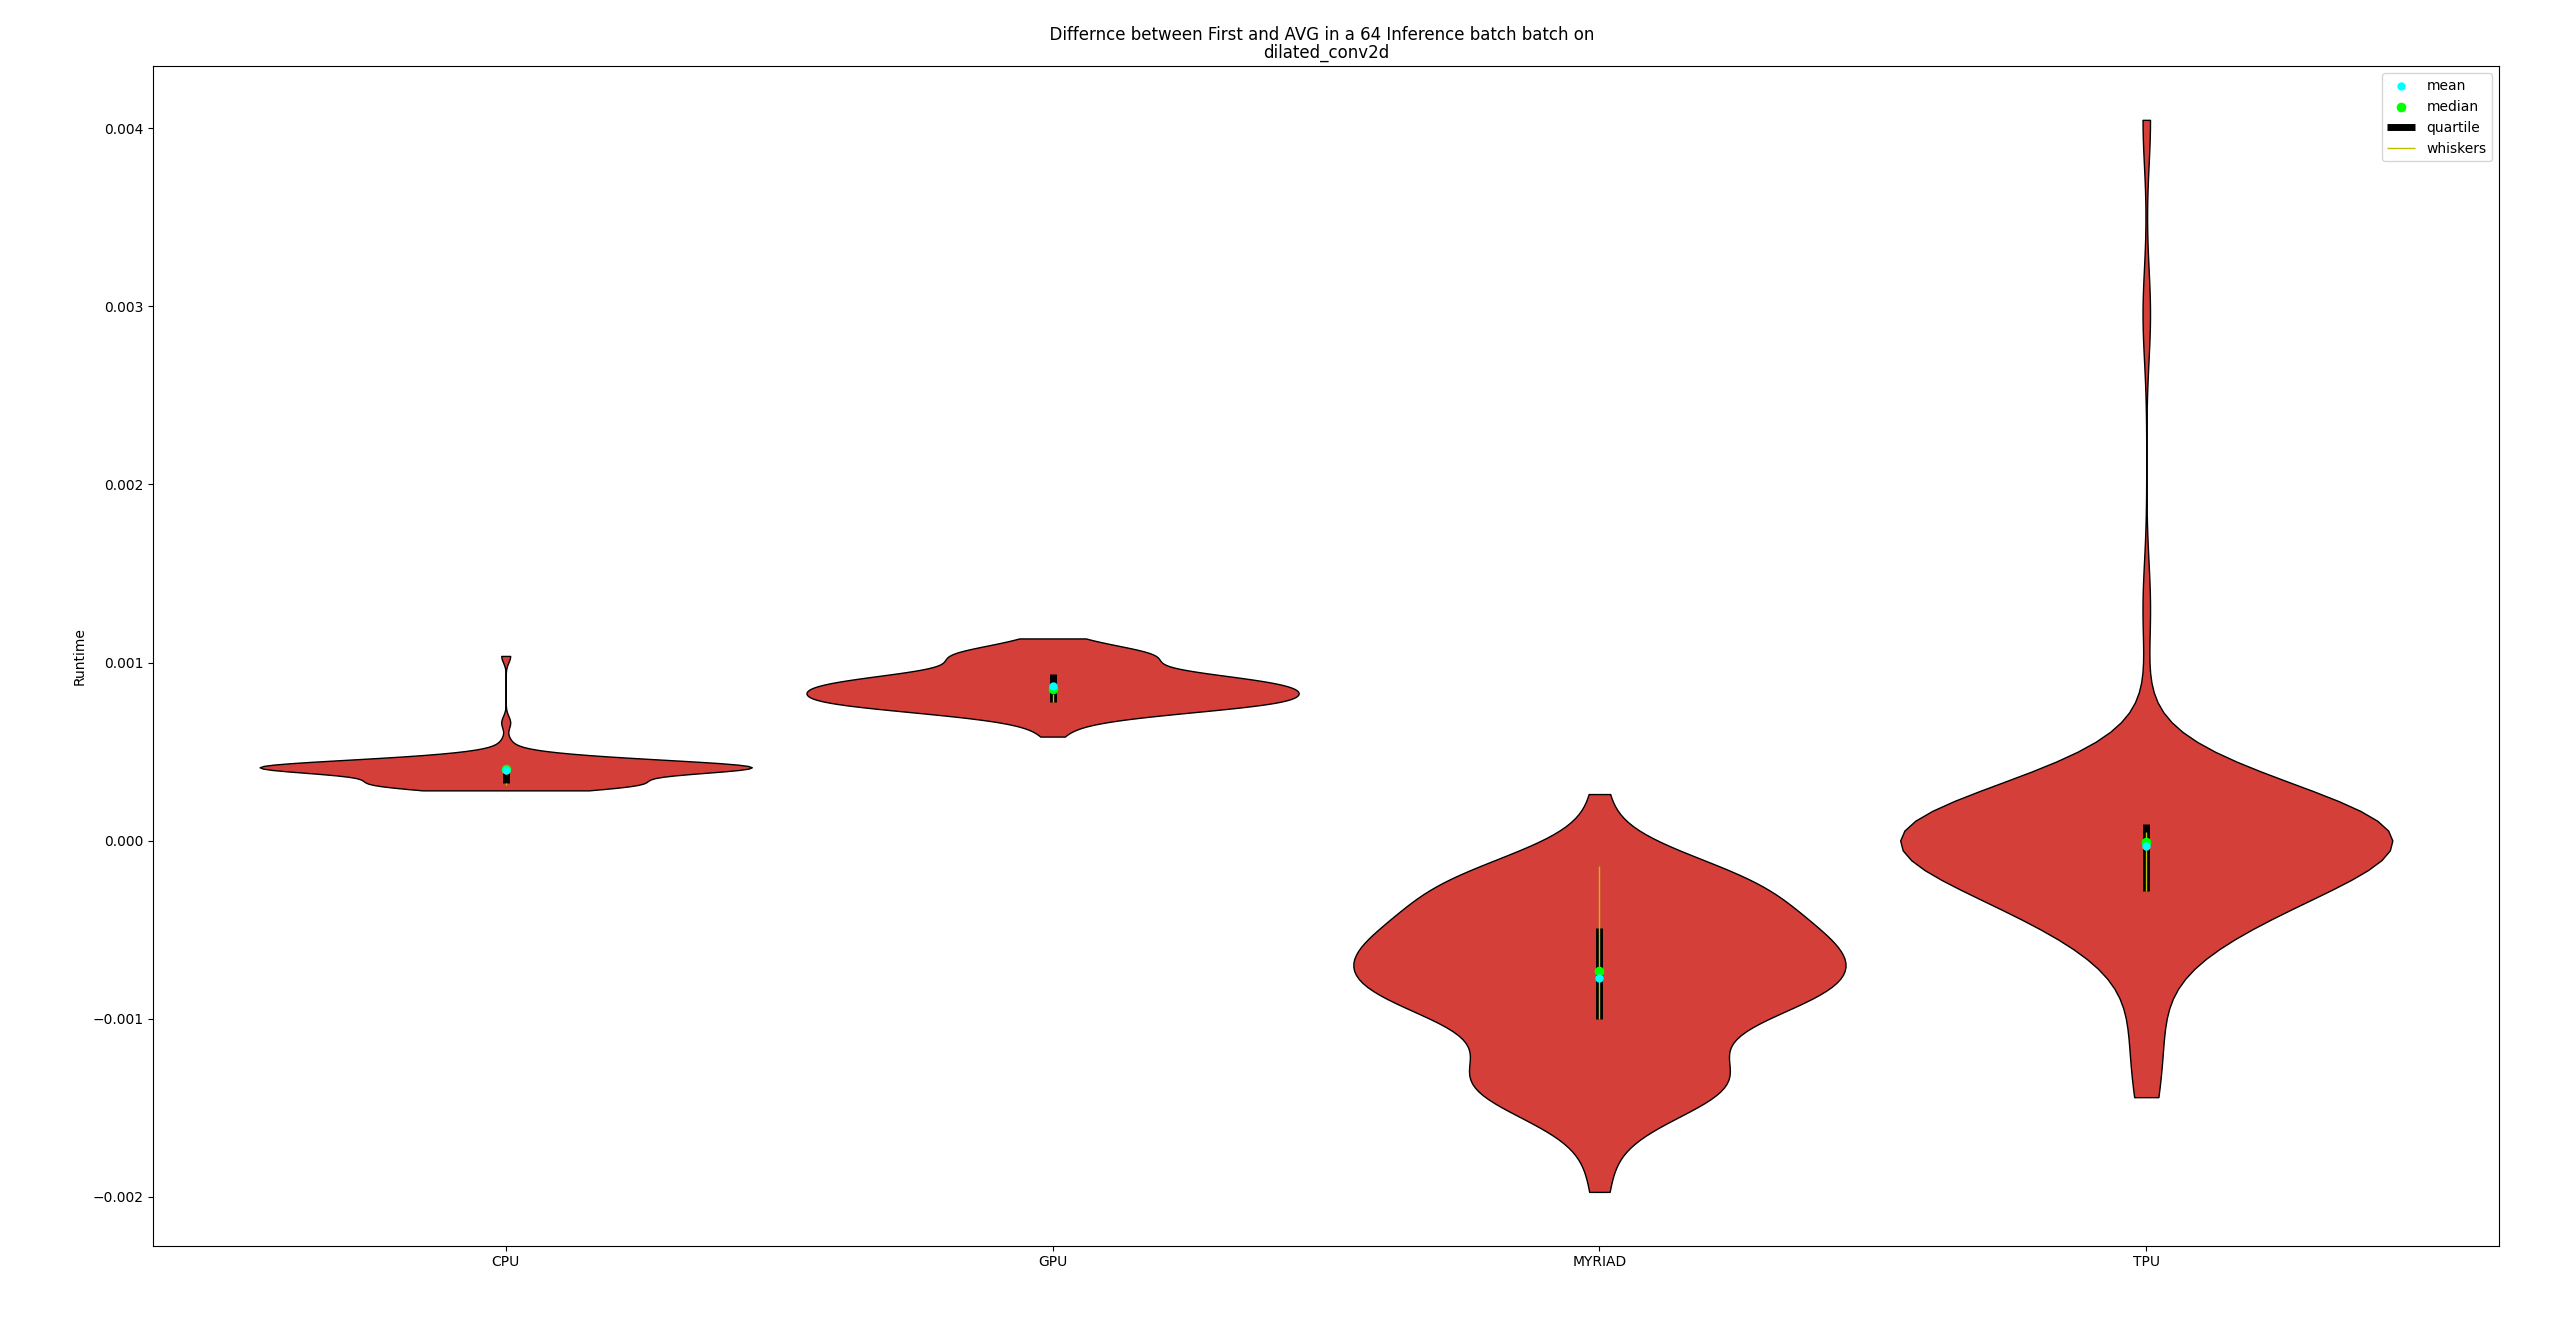 Differnce between First and AVG in a 64 Inference batch batch on
dilated_conv2d
mean
median
quartile
whiskers
0.004
0.003
0.002
0.001
0.000
−0.001
−0.002
Runtime
CPU
GPU
MYRIAD
TPU